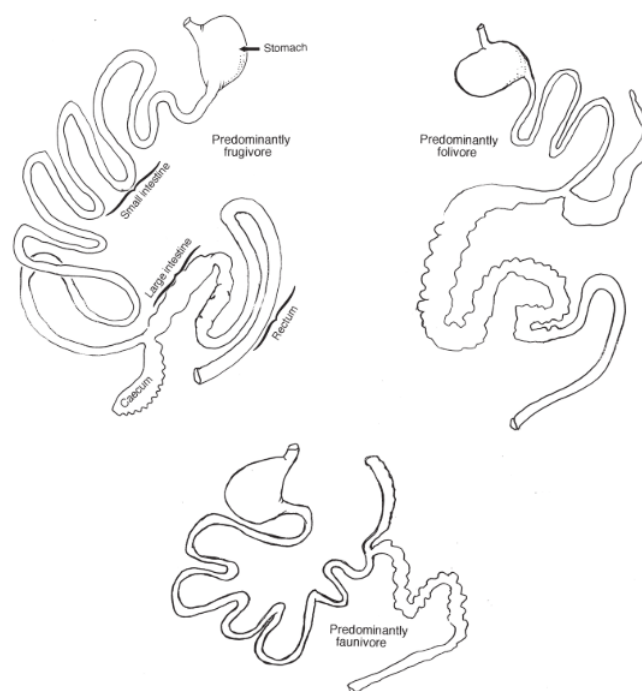 Stomach
Predominantly
frugivore
Predominantly
folivore
Small intestine
Large intestine
Rectum
Caecum
Predominantly
faunivore